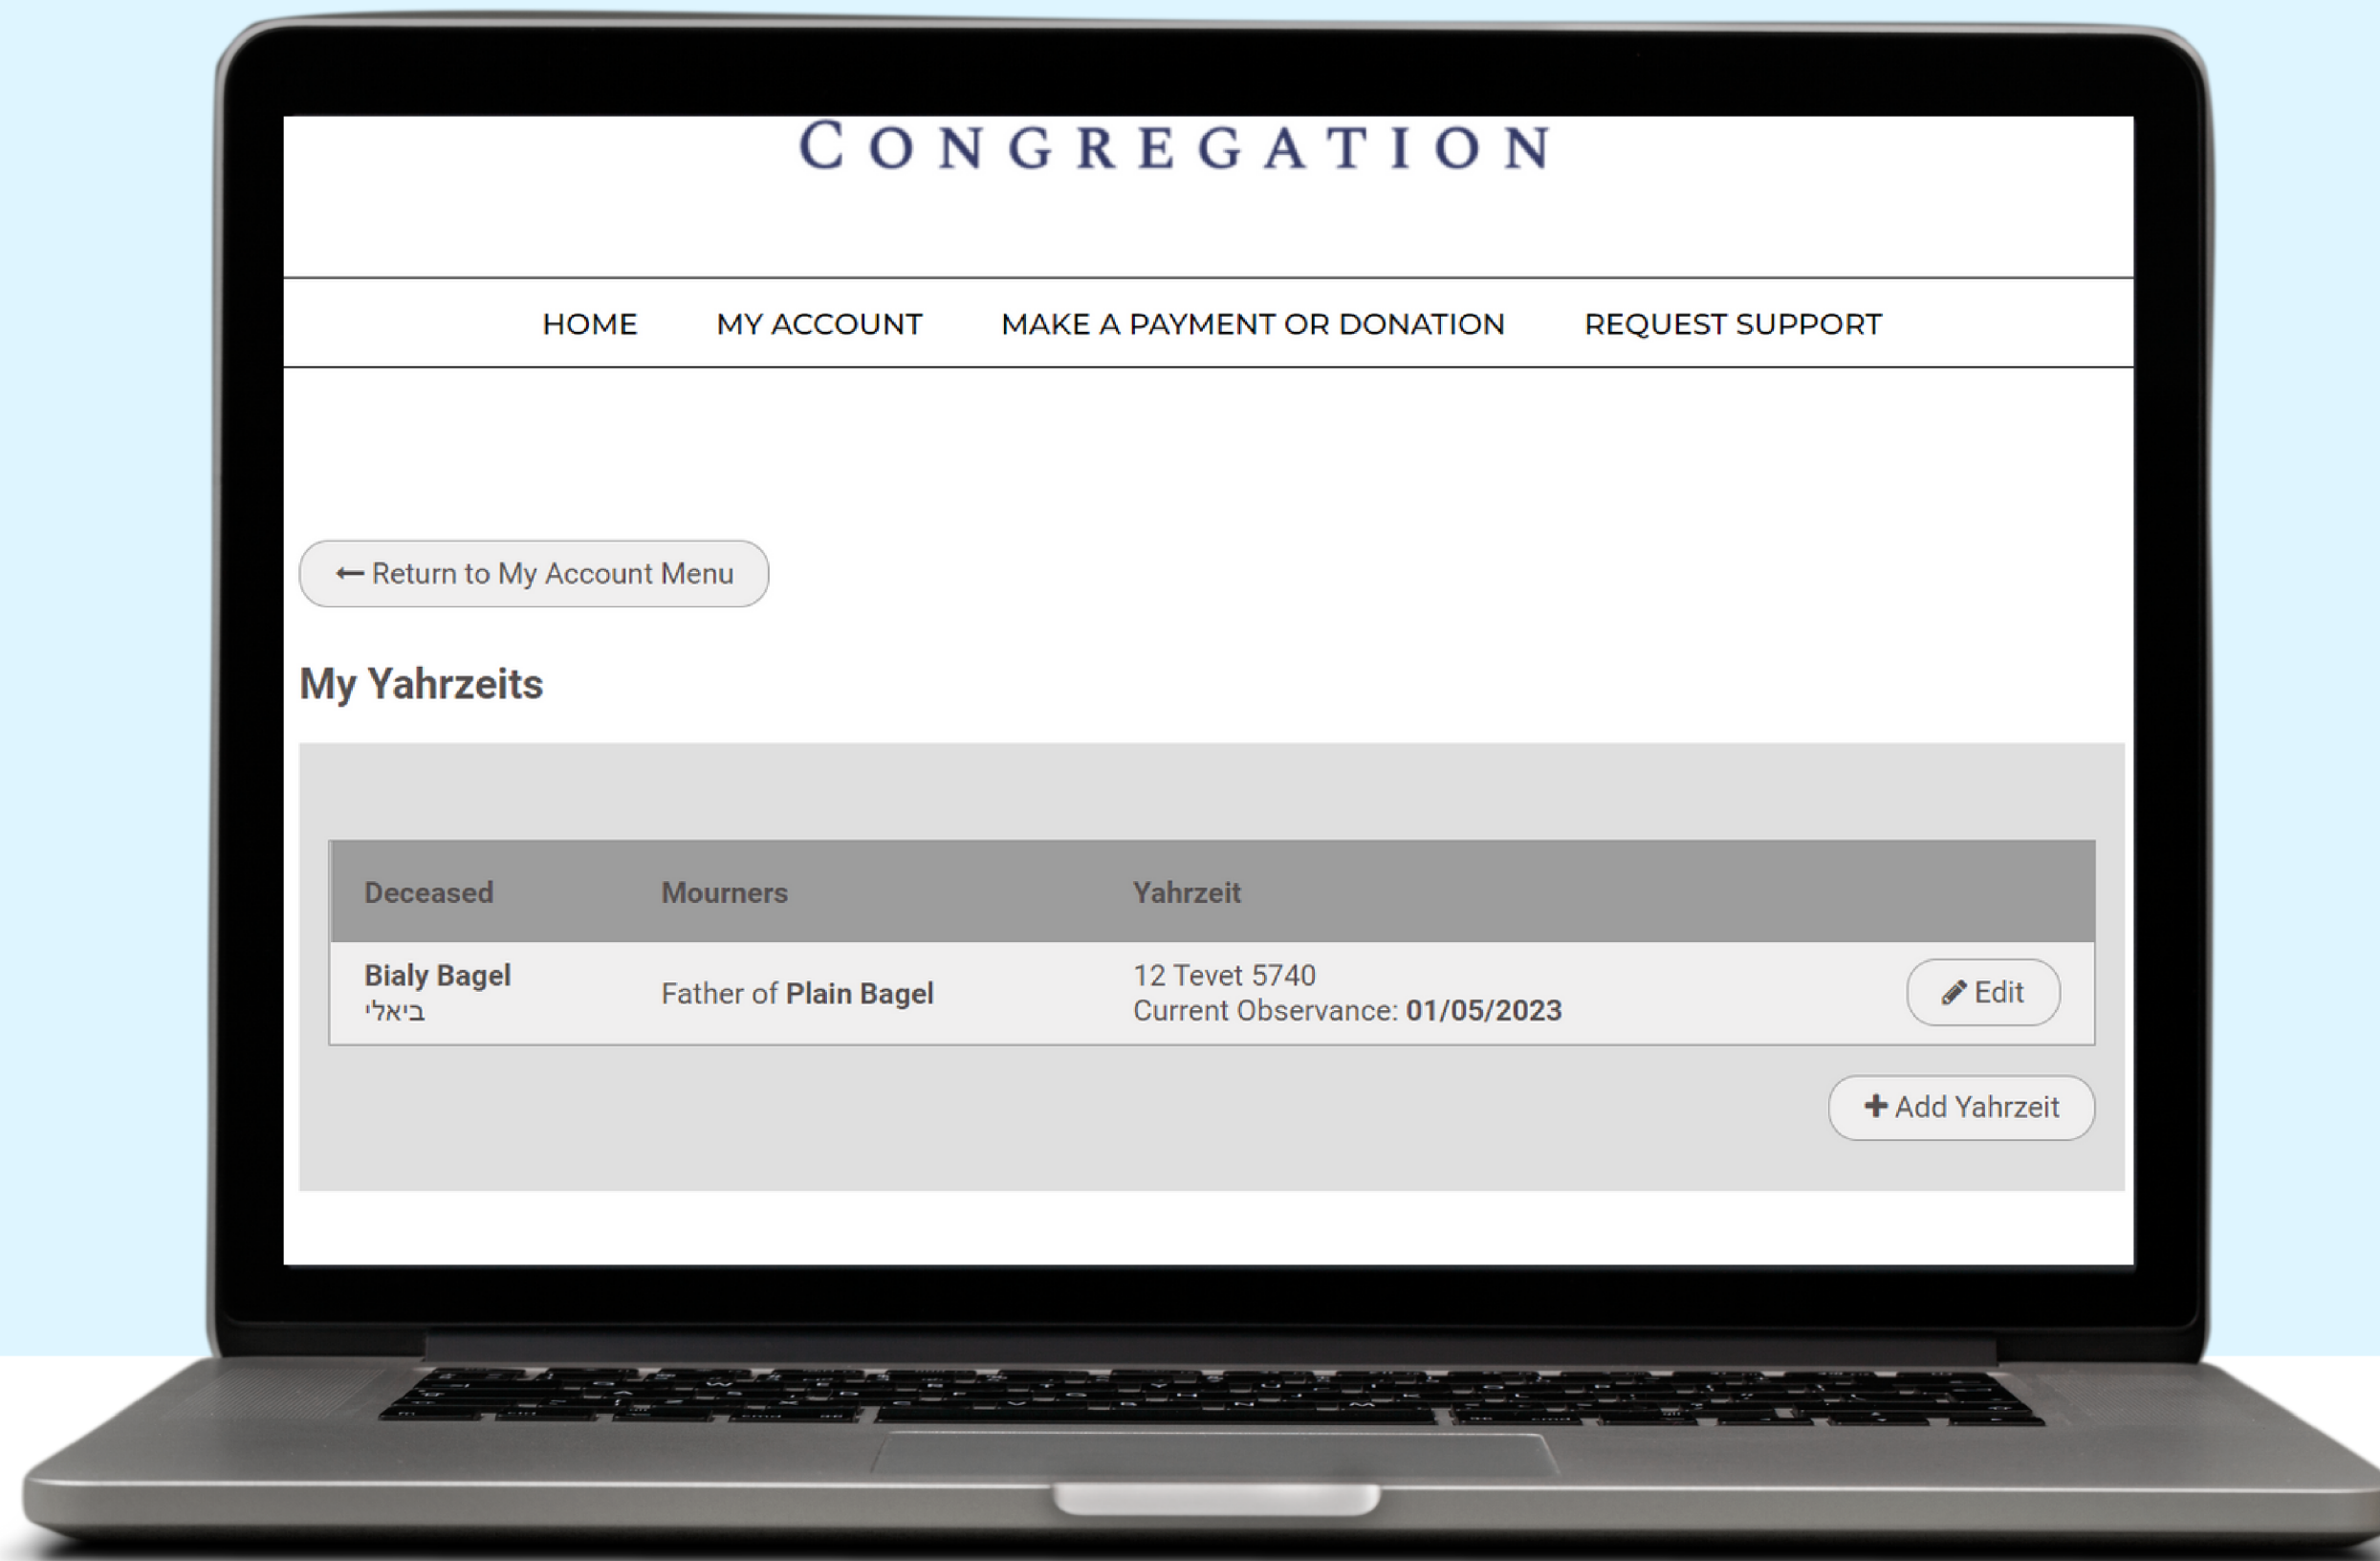 CONGREGATION
HOME MY ACCOUNT MAKE A PAYMENT OR DONATION REQUEST SUPPORT
Return to My Account Menu
My Yahrzeits
Deceased Mourners Yahrzeit
Bialy Bagel
ביאלי
Father of Plain Bagel
12 Tevet 5740
Current Observance: 01/05/2023
Edit
Add Yahrzeit